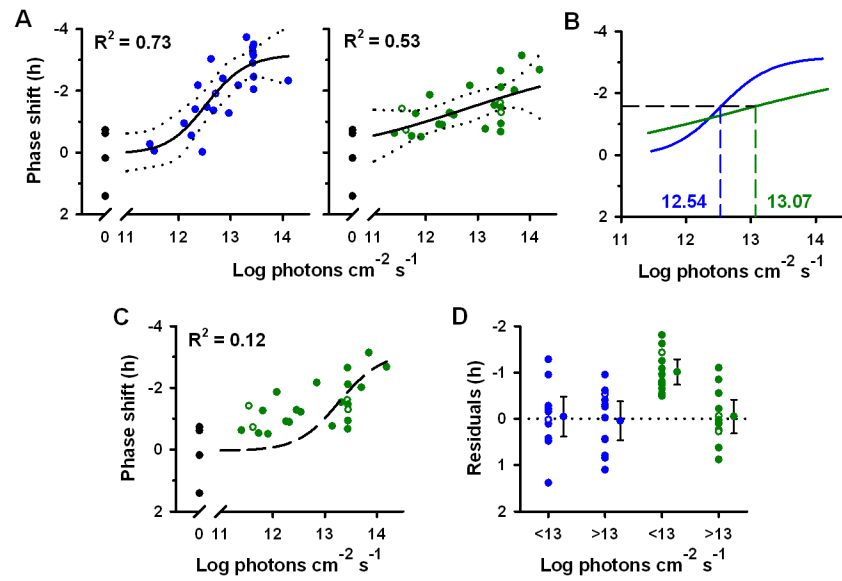 A
R² = 0.73
R² = 0.53
Phase shift (h)
-4
-2
0
2
0 11 12 13 14
0 11 12 13 14
Log photons cm⁻² s⁻¹
B
-4
-2
0
2
12.54
13.07
11 12 13 14
Log photons cm⁻² s⁻¹
C
R² = 0.12
Phase shift (h)
-4
-2
0
2
0 11 12 13 14
Log photons cm⁻² s⁻¹
D
Residuals (h)
-2
-1
0
1
2
<13 >13 <13 >13
Log photons cm⁻² s⁻¹